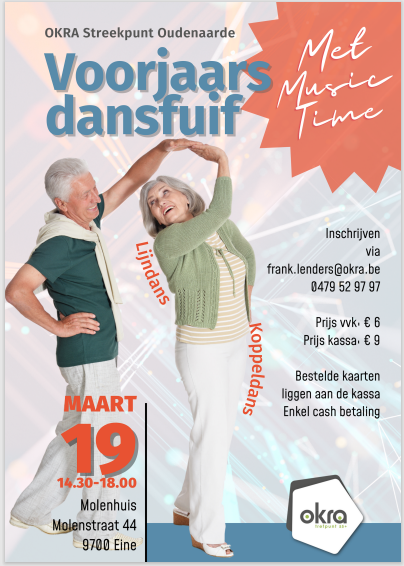 OKRA Streekpunt Oudenaarde
Voorjaars
dansfuif
Met
Music
Time
Inschrijven
via
frank.lenders@okra.be
0479 52 97 97
Lijndans
Koppeldans
Prijs vvk: € 6
Prijs kassa: € 9
Bestelde kaarten
liggen aan de kassa
Enkel cash betaling
MAART
19
14.30-18.00
Molenhuis
Molenstraat 44
9700 Eine
okra
trefpunt 55+